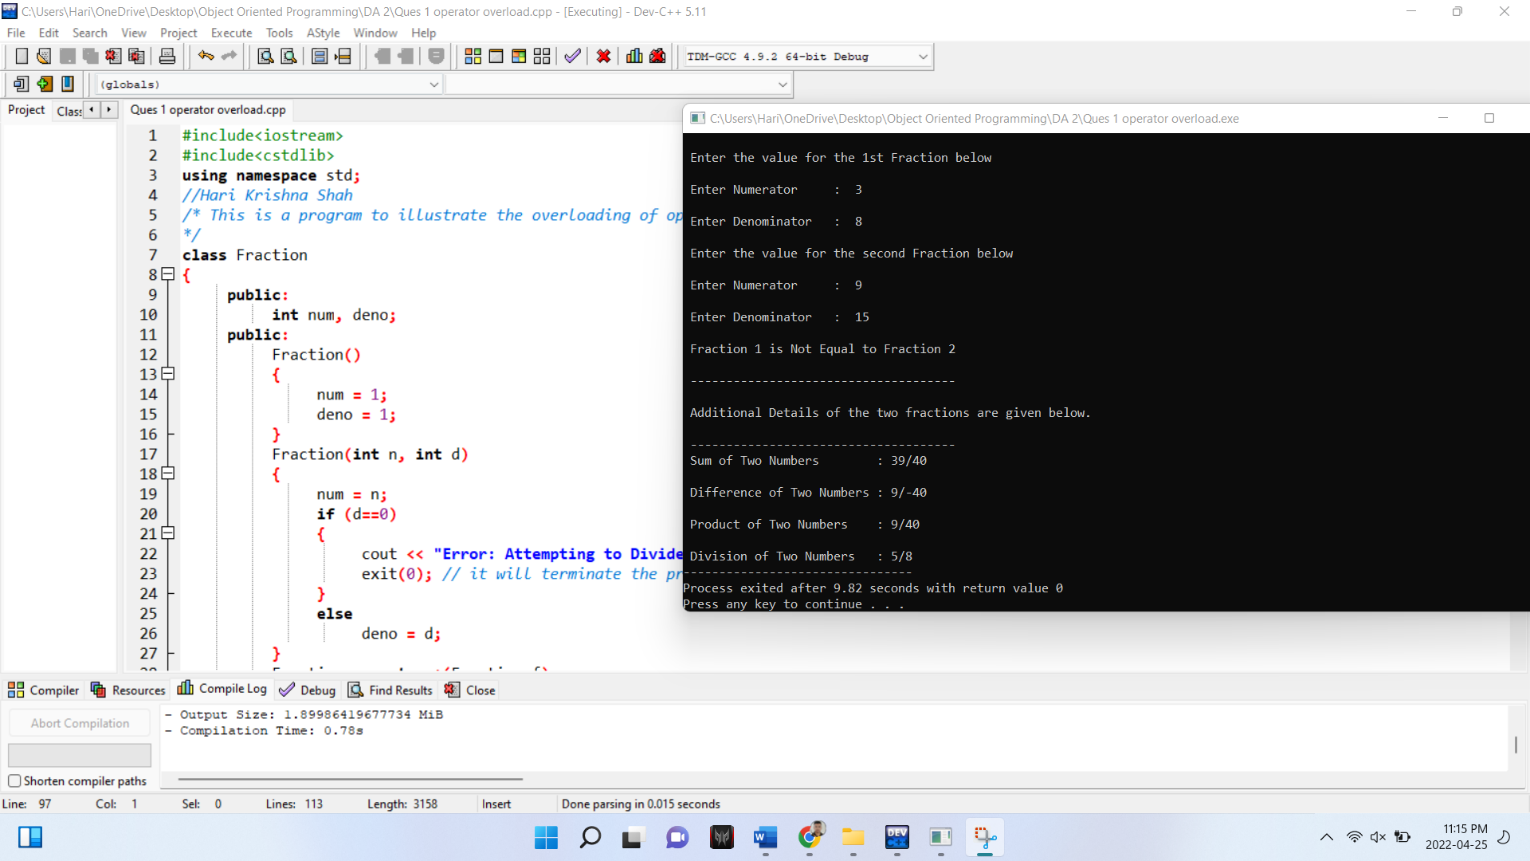 C:\Users\Hari\OneDrive\Desktop\Object Oriented Programming\DA 2\Ques 1 operator overload.cpp - [Executing] - Dev-C++ 5.11
File Edit Search View Project Execute Tools AStyle Window Help
TDM-GCC 4.9.2 64-bit Debug
(globals)
Project Clas
Ques 1 operator overload.cpp
1 #include<iostream>
2 #include<cstdlib>
3 using namespace std;
4 //Hari Krishna Shah
5 /* This is a program to illustrate the overloading of op
6 */
7 class Fraction
8 {
9 public:
10 int num, deno;
11 public:
12 Fraction()
13 {
14 num = 1;
15 deno = 1;
16 }
17 Fraction(int n, int d)
18 {
19 num = n;
20 if (d==0)
21 {
22 cout << "Error: Attempting to Divide
23 exit(0); // it will terminate the pr
24 }
25 else
26 deno = d;
27 }
C:\Users\Hari\OneDrive\Desktop\Object Oriented Programming\DA 2\Ques 1 operator overload.exe
Enter the value for the 1st Fraction below
Enter Numerator : 3
Enter Denominator : 8
Enter the value for the second Fraction below
Enter Numerator : 9
Enter Denominator : 15
Fraction 1 is Not Equal to Fraction 2
-------------------------------------
Additional Details of the two fractions are given below.
-------------------------------------
Sum of Two Numbers : 39/40
Difference of Two Numbers : 9/-40
Product of Two Numbers : 9/40
Division of Two Numbers : 5/8
--------------------------------
Process exited after 9.82 seconds with return value 0
Press any key to continue . . .
Compiler Resources Compile Log Debug Find Results Close
Abort Compilation
Shorten compiler paths
- Output Size: 1.89986419677734 MiB
- Compilation Time: 0.78s
Line: 97 Col: 1 Sel: 0 Lines: 113 Length: 3158 Insert Done parsing in 0.015 seconds
DEV
11:15 PM
2022-04-25